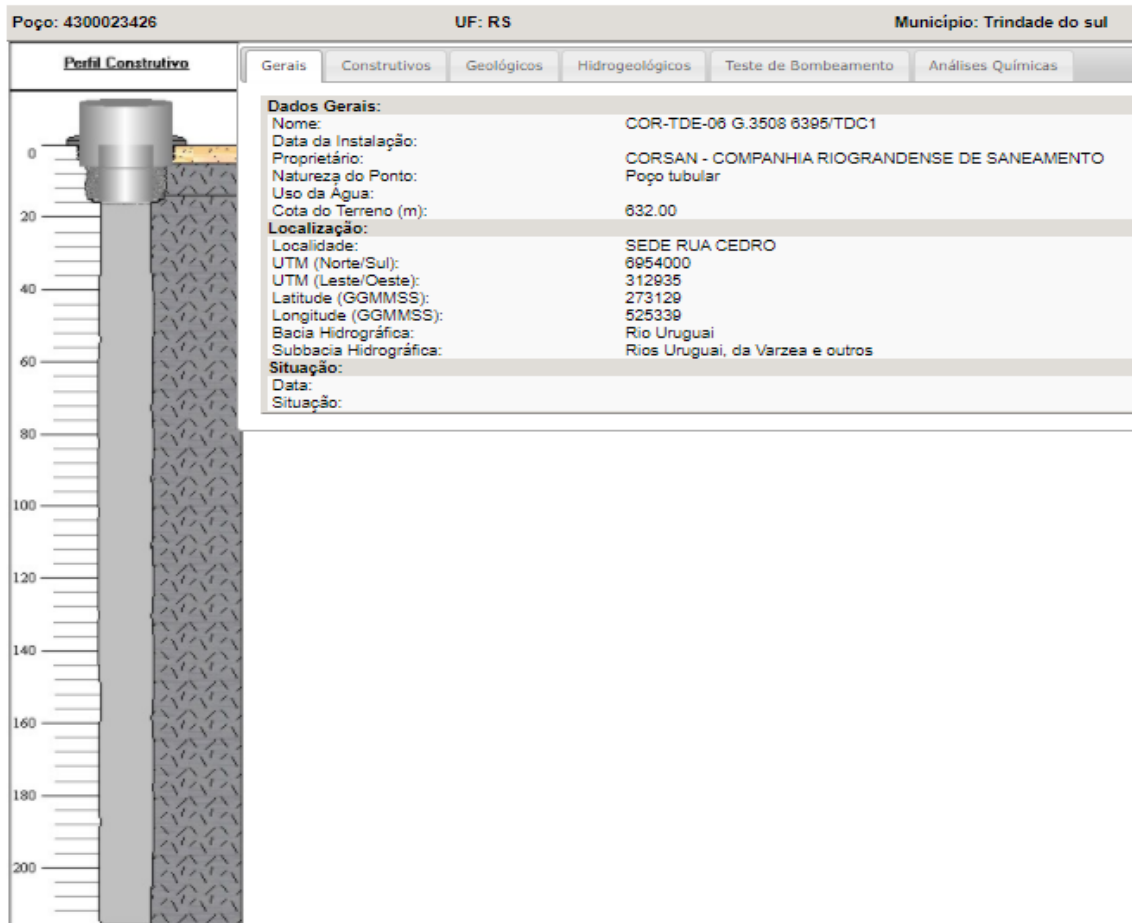 Poço: 4300023426 UF: RS Município: Trindade do sul
Perfil Construtivo
Gerais Construtivos Geológicos Hidrogeológicos Teste de Bombeamento Análises Químicas
Dados Gerais:
Nome: COR-TDE-06 G.3508 6395/TDC1
Data da Instalação:
Proprietário: CORSAN - COMPANHIA RIOGRANDENSE DE SANEAMENTO
Natureza do Ponto: Poço tubular
Uso da Água:
Cota do Terreno (m): 632.00
Localização:
Localidade: SEDE RUA CEDRO
UTM (Norte/Sul): 6954000
UTM (Leste/Oeste): 312935
Latitude (GGMMSS): 273129
Longitude (GGMMSS): 525339
Bacia Hidrográfica: Rio Uruguai
Subbacia Hidrográfica: Rios Uruguai, da Varzea e outros
Situação:
Data:
Situação:
0
20
40
60
80
100
120
140
160
180
200